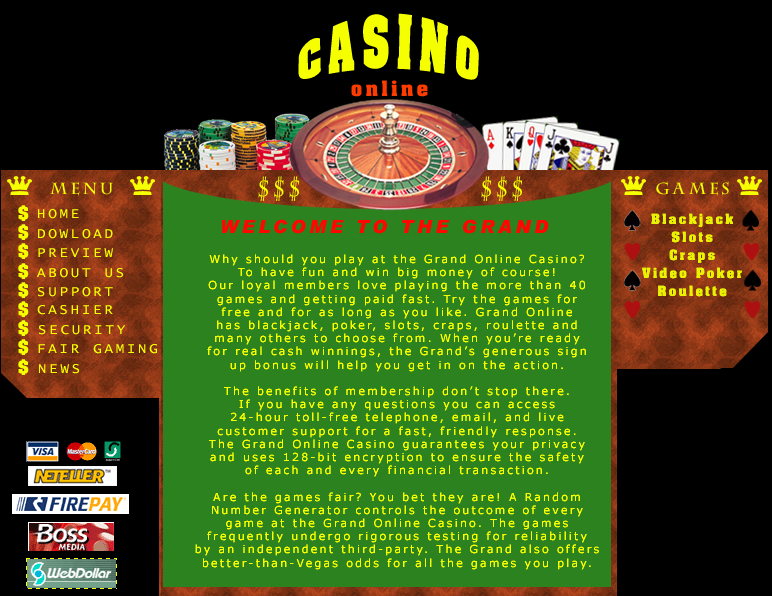 CASINO
online
$$$
$$$
MENU
$ HOME
$ DOWLOAD
$ PREVIEW
$ ABOUT US
$ SUPPORT
$ CASHIER
$ SECURITY
$ FAIR GAMING
$ NEWS
WELCOME TO THE GRAND
Why should you play at the Grand Online Casino?
To have fun and win big money of course!
Our loyal members love playing the more than 40
games and getting paid fast. Try the games for
free and for as long as you like. Grand Online
has blackjack, poker, slots, craps, roulette and
many others to choose from. When you're ready
for real cash winnings, the Grand's generous sign
up bonus will help you get in on the action.
The benefits of membership don't stop there.
If you have any questions you can access
24-hour toll-free telephone, email, and live
customer support for a fast, friendly response.
The Grand Online Casino guarantees your privacy
and uses 128-bit encryption to ensure the safety
of each and every financial transaction.
Are the games fair? You bet they are! A Random
Number Generator controls the outcome of every
game at the Grand Online Casino. The games
frequently undergo rigorous testing for reliability
by an independent third-party. The Grand also offers
better-than-Vegas odds for all the games you play.
GAMES
Blackjack
Slots
Craps
Video Poker
Roulette
A
K
Q
J
J
VISA
MasterCard
NETELLER
FIREPAY
BOSS
MEDIA
WebDollar